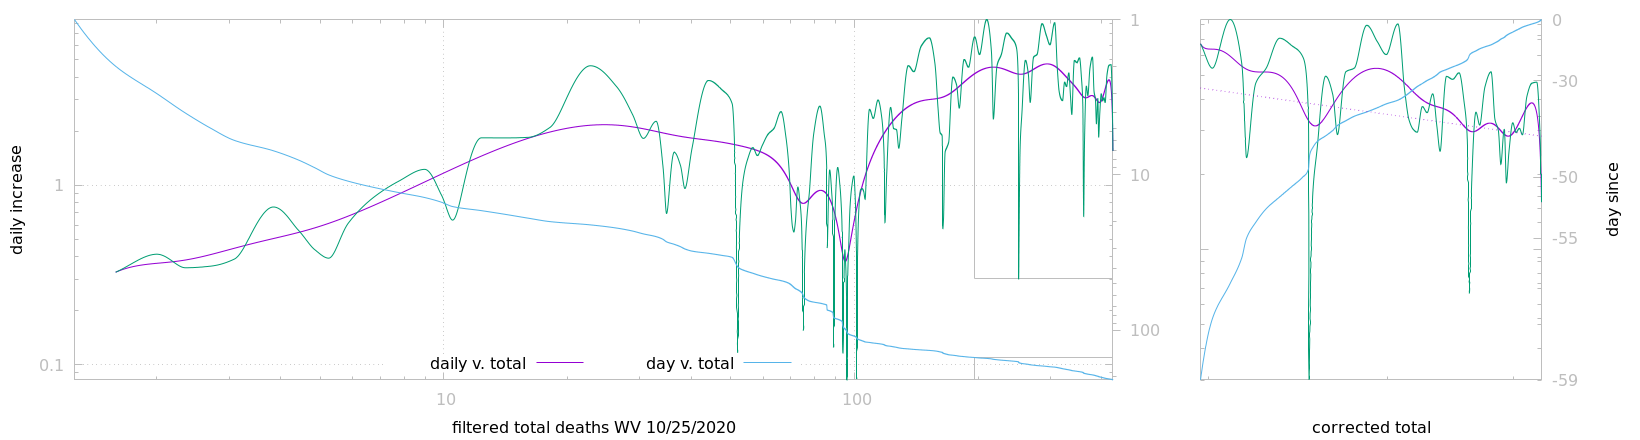 1
0.1
daily increase
10
100
filtered total deaths WV 10/25/2020
daily v. total
day v. total
1
10
100
0
-30
-50
-55
-59
day since
corrected total